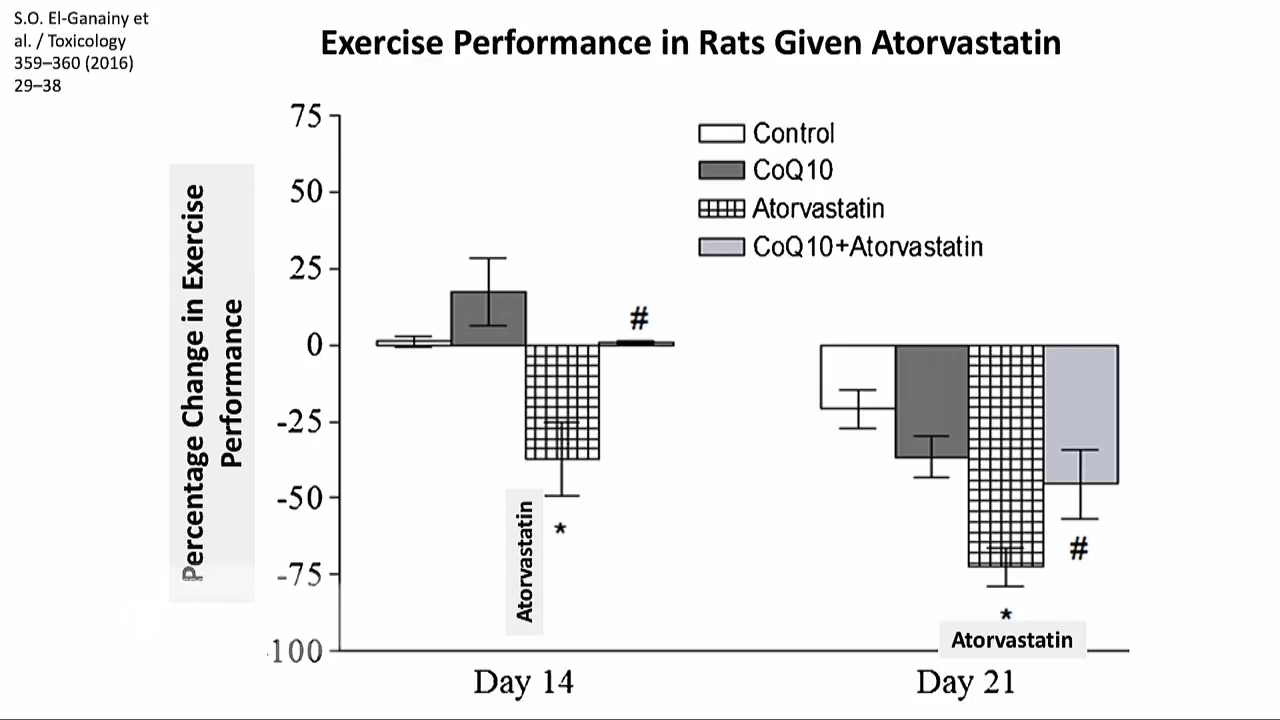 S.O. El-Ganainy et
al. / Toxicology
359–360 (2016)
29–38
Exercise Performance in Rats Given Atorvastatin
Percentage Change in Exercise
Performance
75
50
25
0
-25
-50
-75
100
Control
CoQ10
Atorvastatin
CoQ10+Atorvastatin
#
*
Atorvastatin
#
*
Atorvastatin
Day 14
Day 21